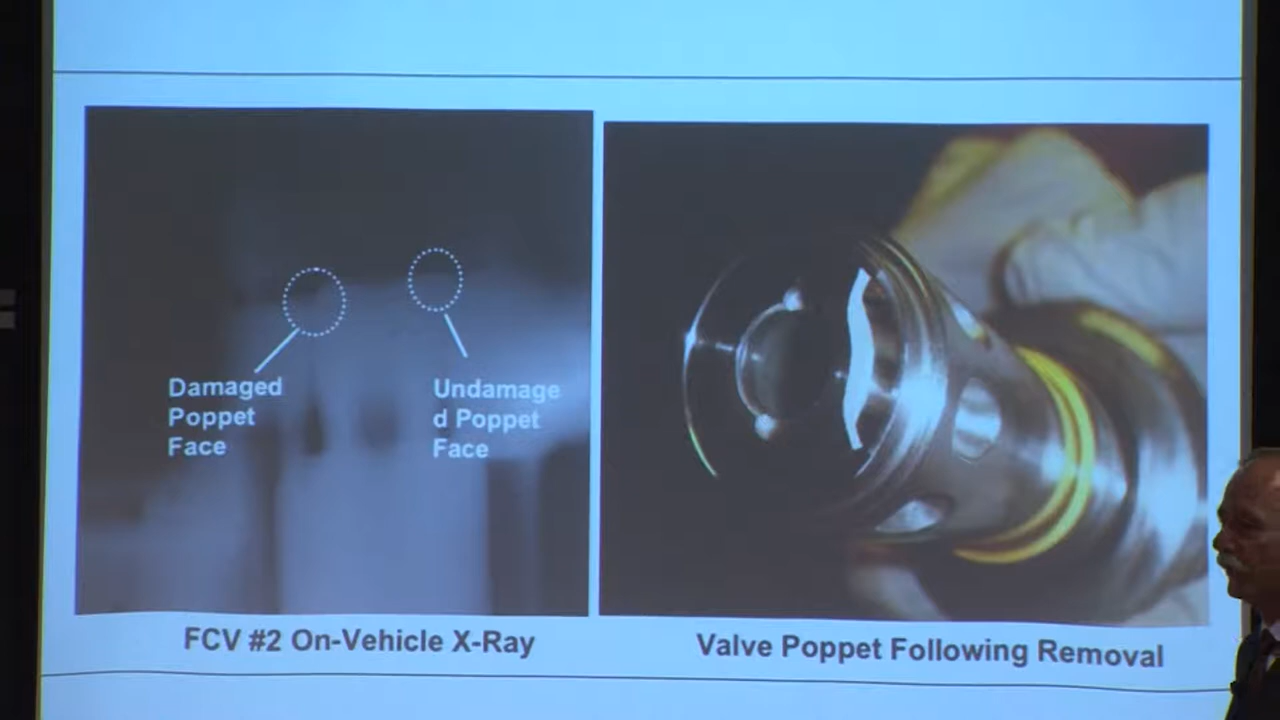 Damaged
Poppet
Face
Undamage
d Poppet
Face
FCV #2 On-Vehicle X-Ray
Valve Poppet Following Removal